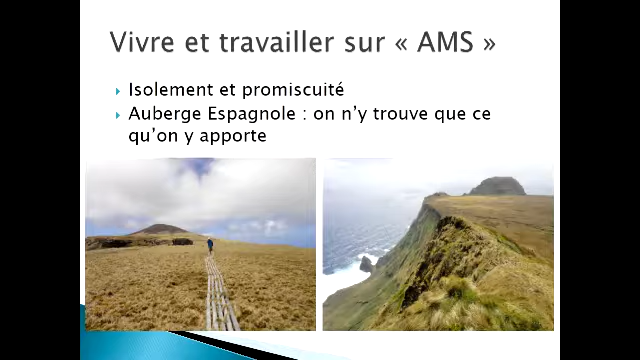 Vivre et travailler sur « AMS »
Isolement et promiscuité
Auberge Espagnole : on n’y trouve que ce
qu’on y apporte